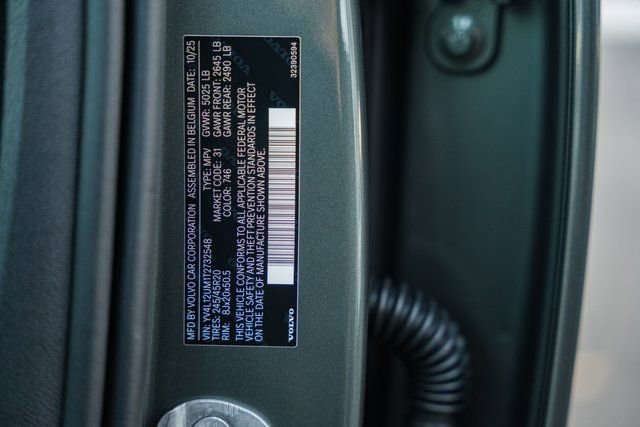 MFD BY VOLVO CAR CORPORATION ASSEMBLED IN BELGIUM DATE: 10/25
VIN: YV4L12UM1T2732548 TYPE: MPV GVWR: 5025 LB
TIRES: 245/45R20 MARKET CODE: 31 GAWR FRONT: 2645 LB
RIM: 8Jx20x50.5 COLOR: 746 GAWR REAR: 2490 LB
THIS VEHICLE CONFORMS TO ALL APPLICABLE FEDERAL MOTOR
VEHICLE SAFETY AND THEFT PREVENTION STANDARDS IN EFFECT
ON THE DATE OF MANUFACTURE SHOWN ABOVE.
VOLVO 32390594